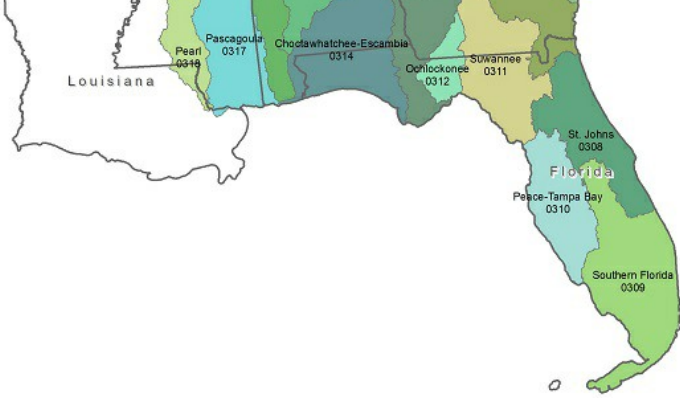 Pascagoula
0317
Choctawhatchee-Escambia
0314
Pearl
0318
Louisiana
Suwannee
0311
Ochlockonee
0312
St. Johns
0308
Florida
Peace-Tampa Bay
0310
Southern Florida
0309